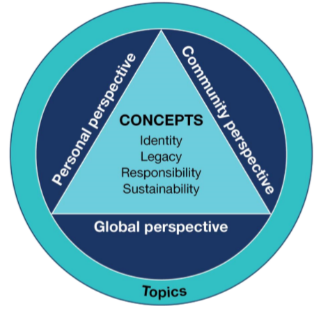 Personal perspective
Community perspective
CONCEPTS
Identity
Legacy
Responsibility
Sustainability
Global perspective
Topics